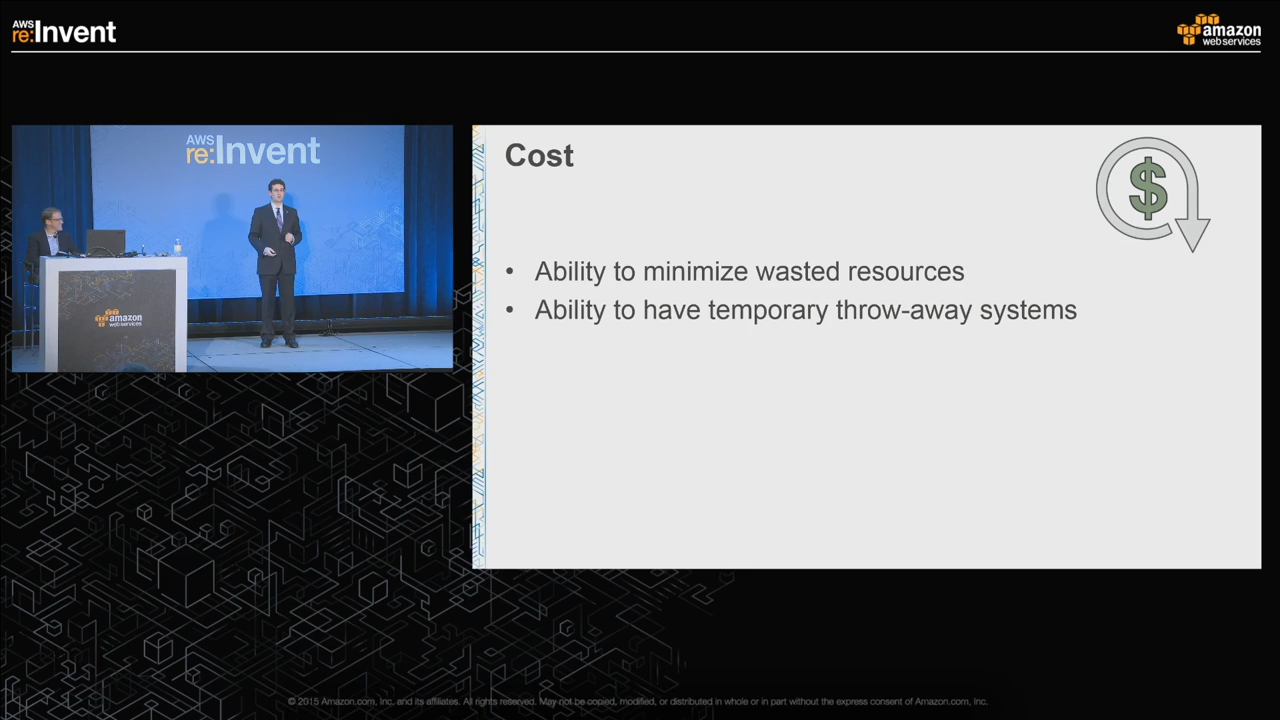 AWS
re:Invent
amazon
web services
AWS
re:Invent
amazon
web services
Cost
$
• Ability to minimize wasted resources
• Ability to have temporary throw-away systems
© 2015 Amazon.com, Inc. and its affiliates. All rights reserved. May not be copied, modified, or distributed in whole or in part without the express consent of Amazon.com, Inc.